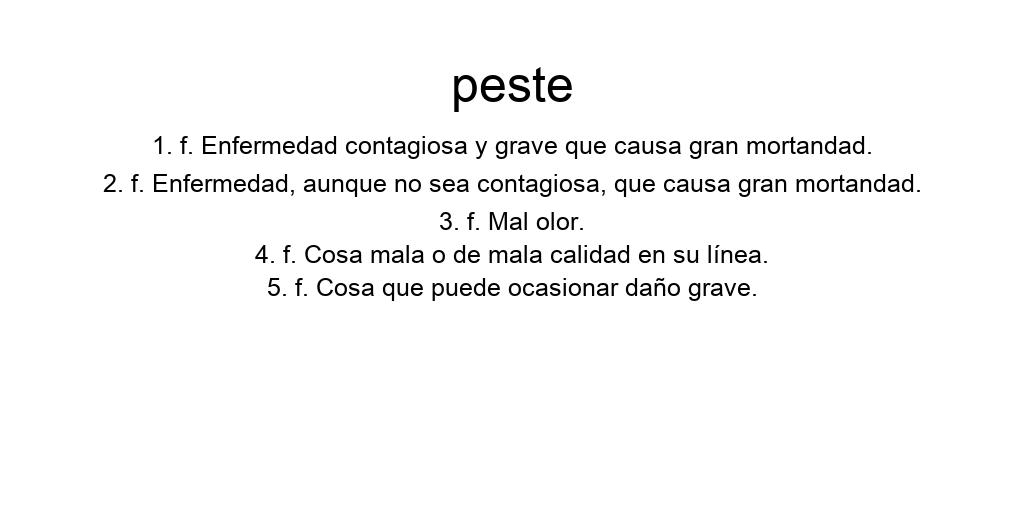 peste
1. f. Enfermedad contagiosa y grave que causa gran mortandad.
2. f. Enfermedad, aunque no sea contagiosa, que causa gran mortandad.
3. f. Mal olor.
4. f. Cosa mala o de mala calidad en su línea.
5. f. Cosa que puede ocasionar daño grave.